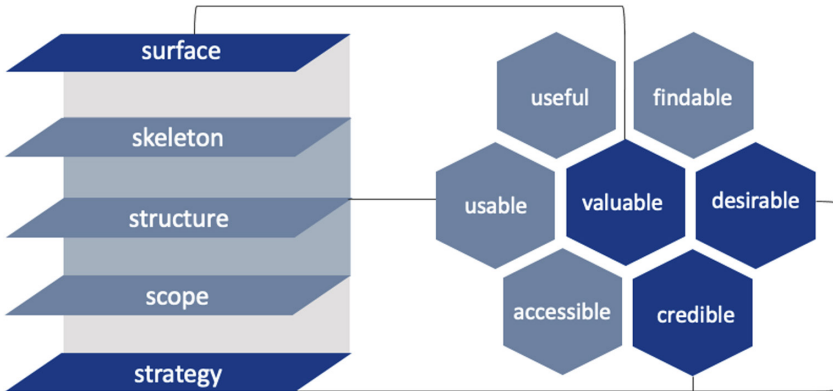 surface
skeleton
structure
scope
strategy
useful
findable
usable
valuable
desirable
accessible
credible